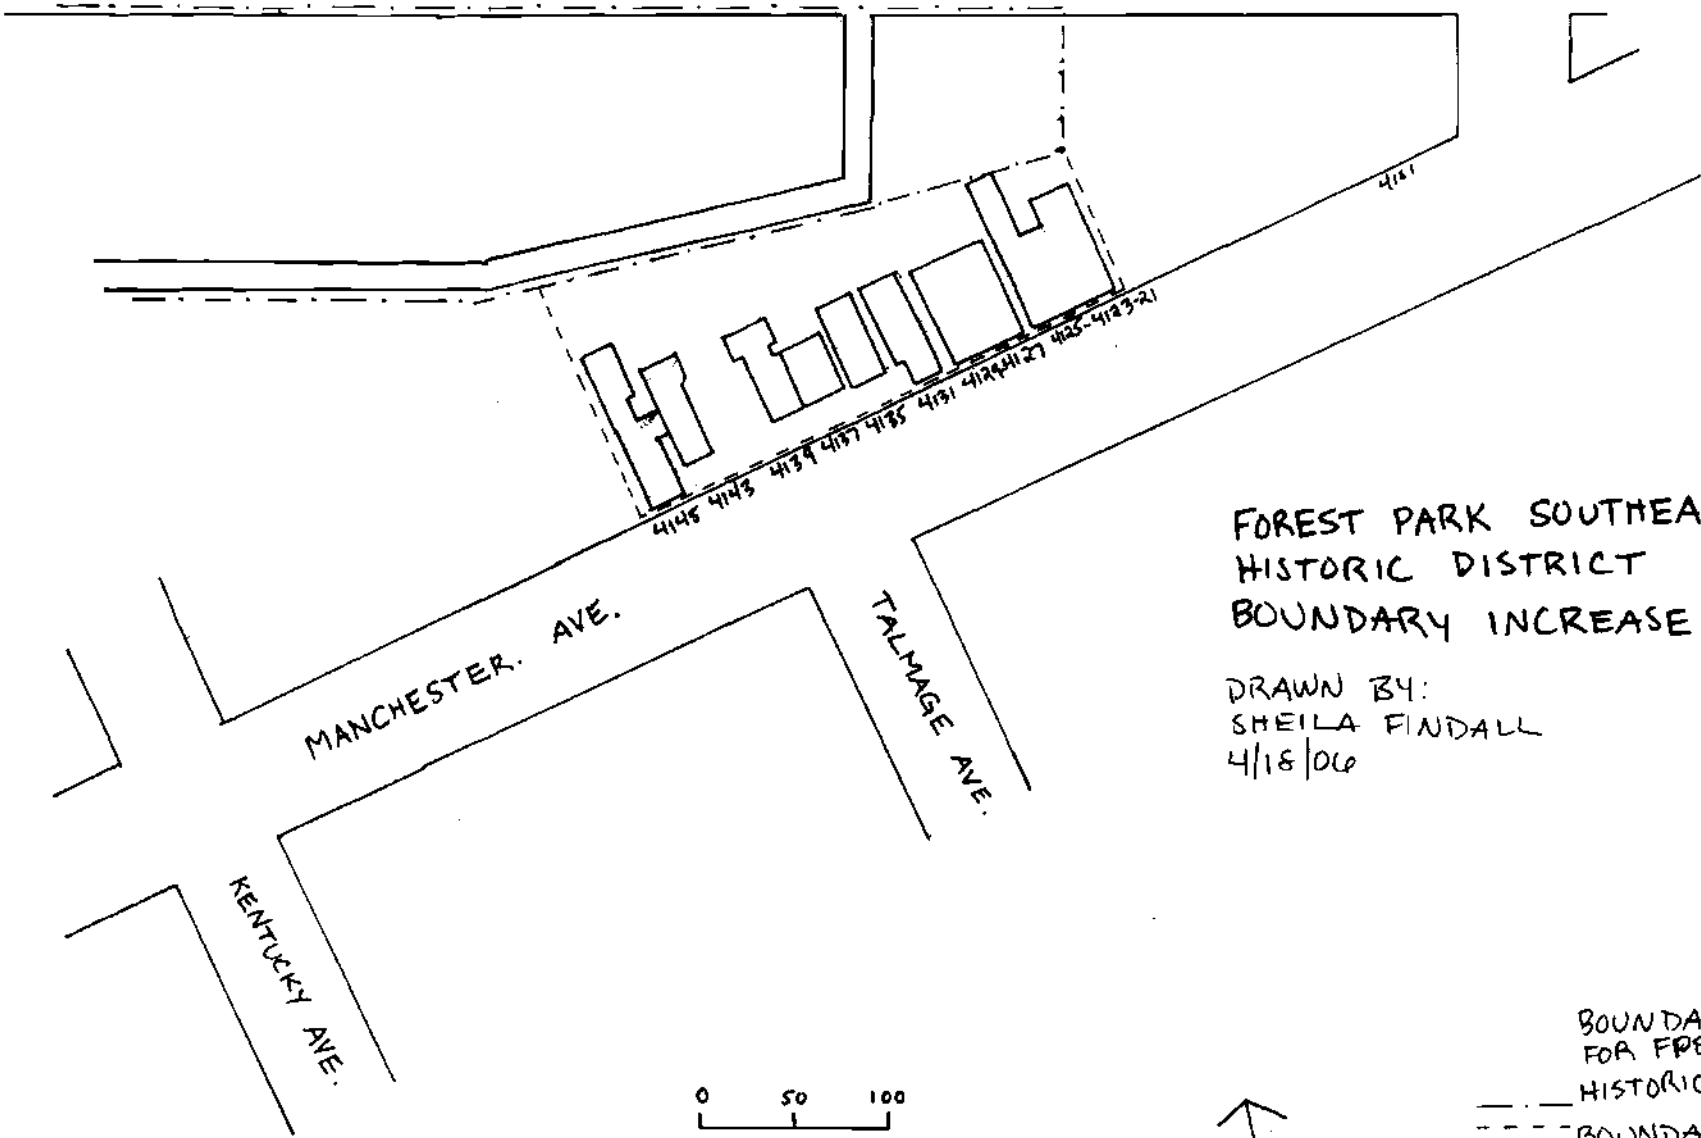 4161
4125-4123-21
4129-4127
4131
4135
4137
4139
4143
4145
FOREST PARK SOUTHEA
HISTORIC DISTRICT
BOUNDARY INCREASE
MANCHESTER. AVE.
TALMAGE AVE.
DRAWN BY:
SHEILA FINDALL
4/18/06
KENTUCKY AVE.
0 50 100
BOUNDA
FOR FPS
HISTORIC
BOUNDA